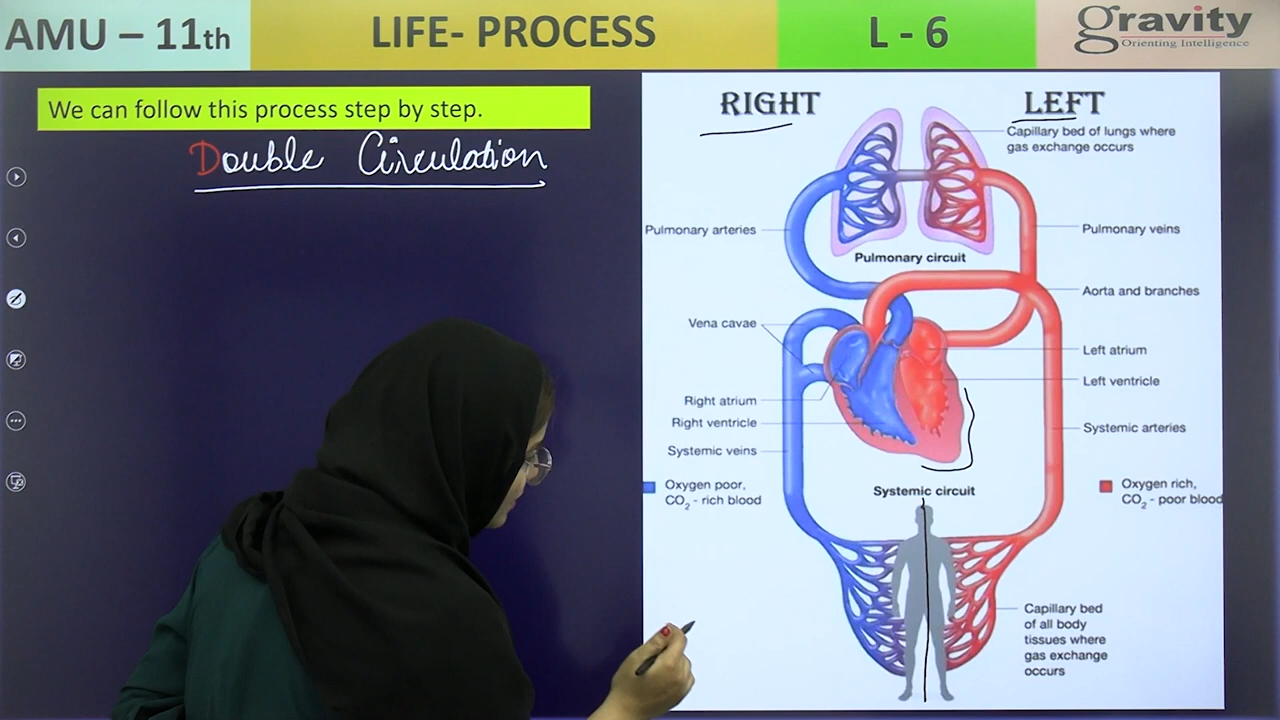 AMU – 11th
LIFE- PROCESS
L - 6
gravity
Orienting Intelligence
We can follow this process step by step.
Double Circulation
RIGHT
LEFT
Capillary bed of lungs where
gas exchange occurs
Pulmonary arteries
Pulmonary veins
Pulmonary circuit
Aorta and branches
Vena cavae
Left atrium
Left ventricle
Right atrium
Right ventricle
Systemic arteries
Systemic veins
Oxygen poor,
CO2 - rich blood
Systemic circuit
Oxygen rich,
CO2 - poor blood
Capillary bed
of all body
tissues where
gas exchange
occurs